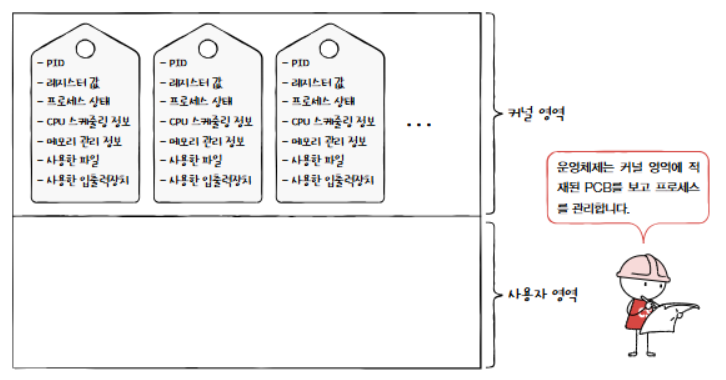 - PID
- 레지스터 값
- 프로세스 상태
- CPU 스케줄링 정보
- 메모리 관리 정보
- 사용한 파일
- 사용한 입출력장치
- PID
- 레지스터 값
- 프로세스 상태
- CPU 스케줄링 정보
- 메모리 관리 정보
- 사용한 파일
- 사용한 입출력장치
- PID
- 레지스터 값
- 프로세스 상태
- CPU 스케줄링 정보
- 메모리 관리 정보
- 사용한 파일
- 사용한 입출력장치
...
커널 영역
운영체제는 커널 영역에 적
재된 PCB를 보고 프로세스
를 관리합니다.
사용자 영역